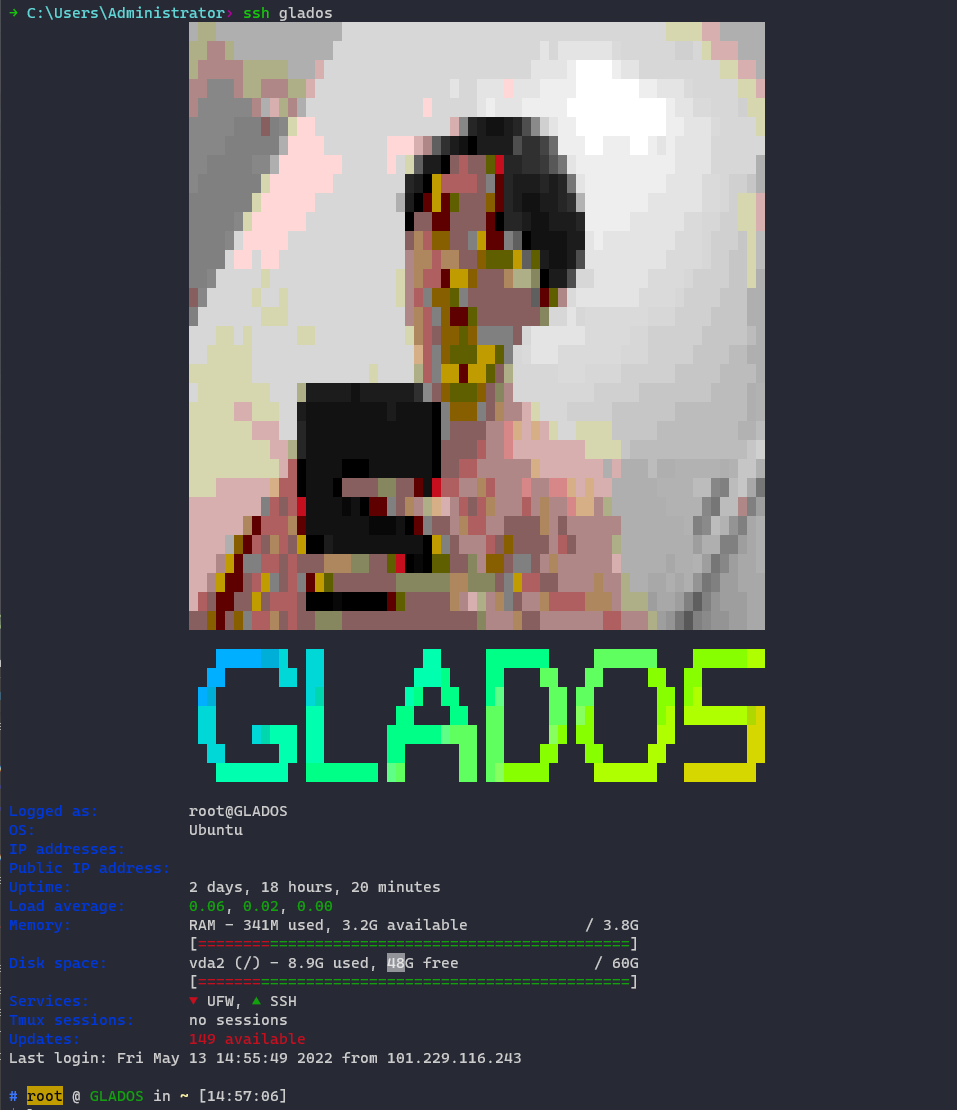 → C:\Users\Administrator› ssh glados
GLADOS
Logged as: root@GLADOS
OS: Ubuntu
IP addresses:
Public IP address:
Uptime: 2 days, 18 hours, 20 minutes
Load average: 0.06, 0.02, 0.00
Memory: RAM - 341M used, 3.2G available / 3.8G
[================================================]
Disk space: vda2 (/) - 8.9G used, 48G free / 60G
[================================================]
Services: ▼ UFW, ▲ SSH
Tmux sessions: no sessions
Updates: 149 available
Last login: Fri May 13 14:55:49 2022 from 101.229.116.243
# root @ GLADOS in ~ [14:57:06]